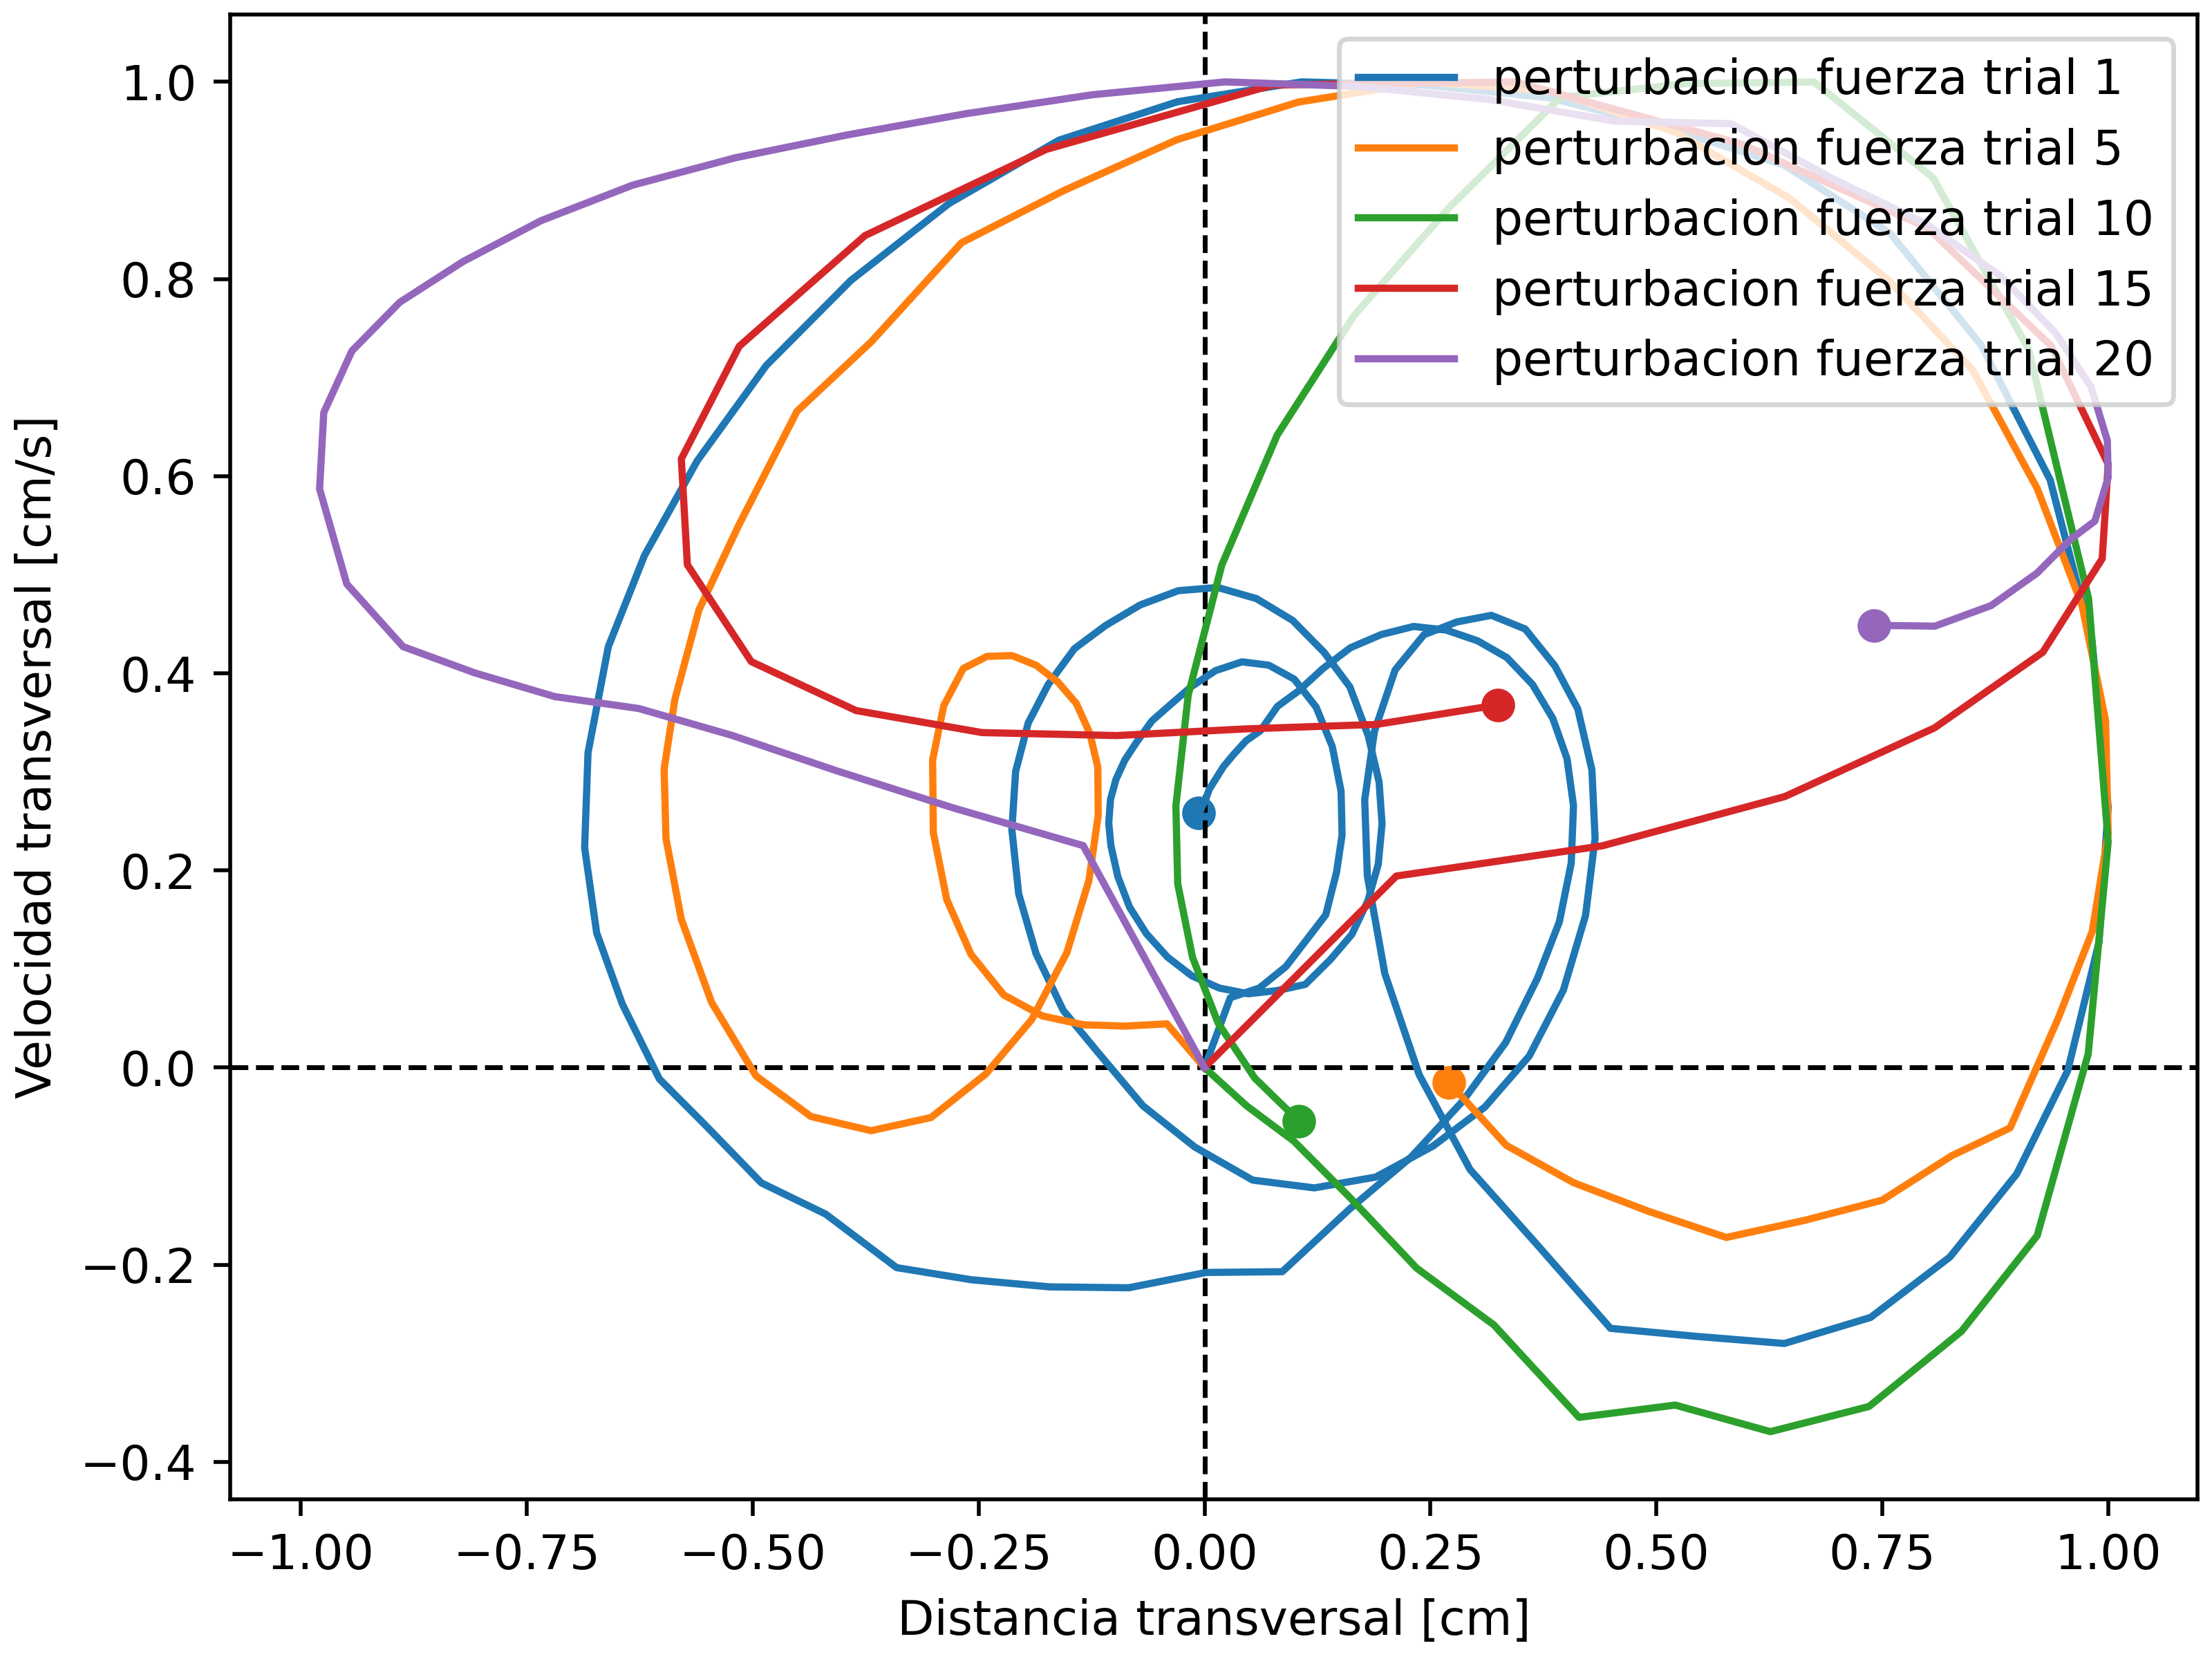 perturbacion fuerza trial 1
perturbacion fuerza trial 5
perturbacion fuerza trial 10
perturbacion fuerza trial 15
perturbacion fuerza trial 20
Velocidad transversal [cm/s]
1.0
0.8
0.6
0.4
0.2
0.0
−0.2
−0.4
−1.00 −0.75 −0.50 −0.25 0.00 0.25 0.50 0.75 1.00
Distancia transversal [cm]